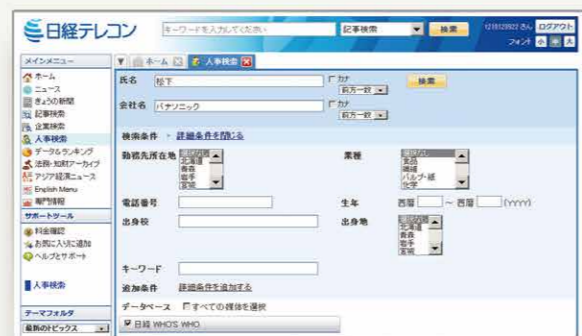 日経テレコン
キーワードを入力してください
記事検索
検索
ログアウト
フォント 小 大
メインメニュー
ホーム
人事検索
ホーム
ニュース
きょうの新聞
記事検索
企業検索
人事検索
データ&ランキング
法務・知財アーカイブ
アジア経済ニュース
English Menu
専門情報
サポートツール
料金確認
お気に入りに追加
ヘルプとサポート
人事検索
テーマフォルダ
最新のトピックス
氏名 松下
カナ
前方一致
検索
会社名 パナソニック
カナ
前方一致
検索条件
詳細条件を閉じる
勤務先所在地
北海道
青森
岩手
宮城
業種
食品
繊維
パルプ・紙
化学
電話番号
生年 西暦 ~ 西暦 (YYYY)
出身校
出身地
北海道
青森
岩手
宮城
キーワード
追加条件 詳細条件を追加する
データベース すべての媒体を選択
日経 WHO'S WHO